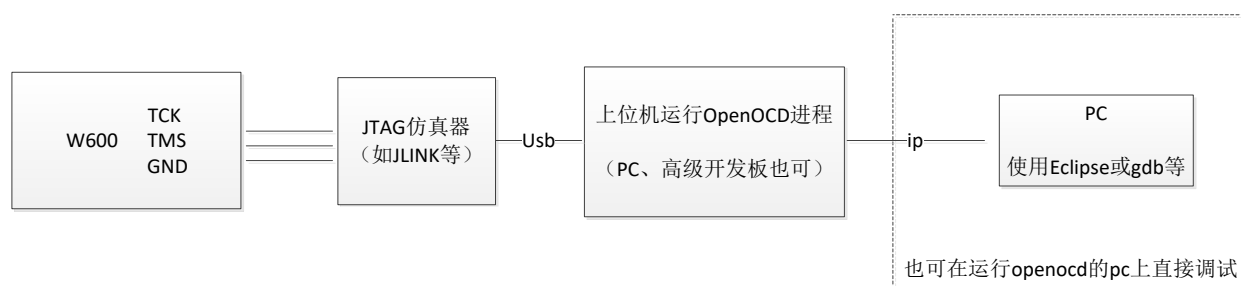 W600
TCK
TMS
GND
JTAG仿真器
（如JLINK等）
Usb
上位机运行OpenOCD进程
（PC、高级开发板也可）
ip
PC
使用Eclipse或gdb等
也可在运行openocd的pc上直接调试